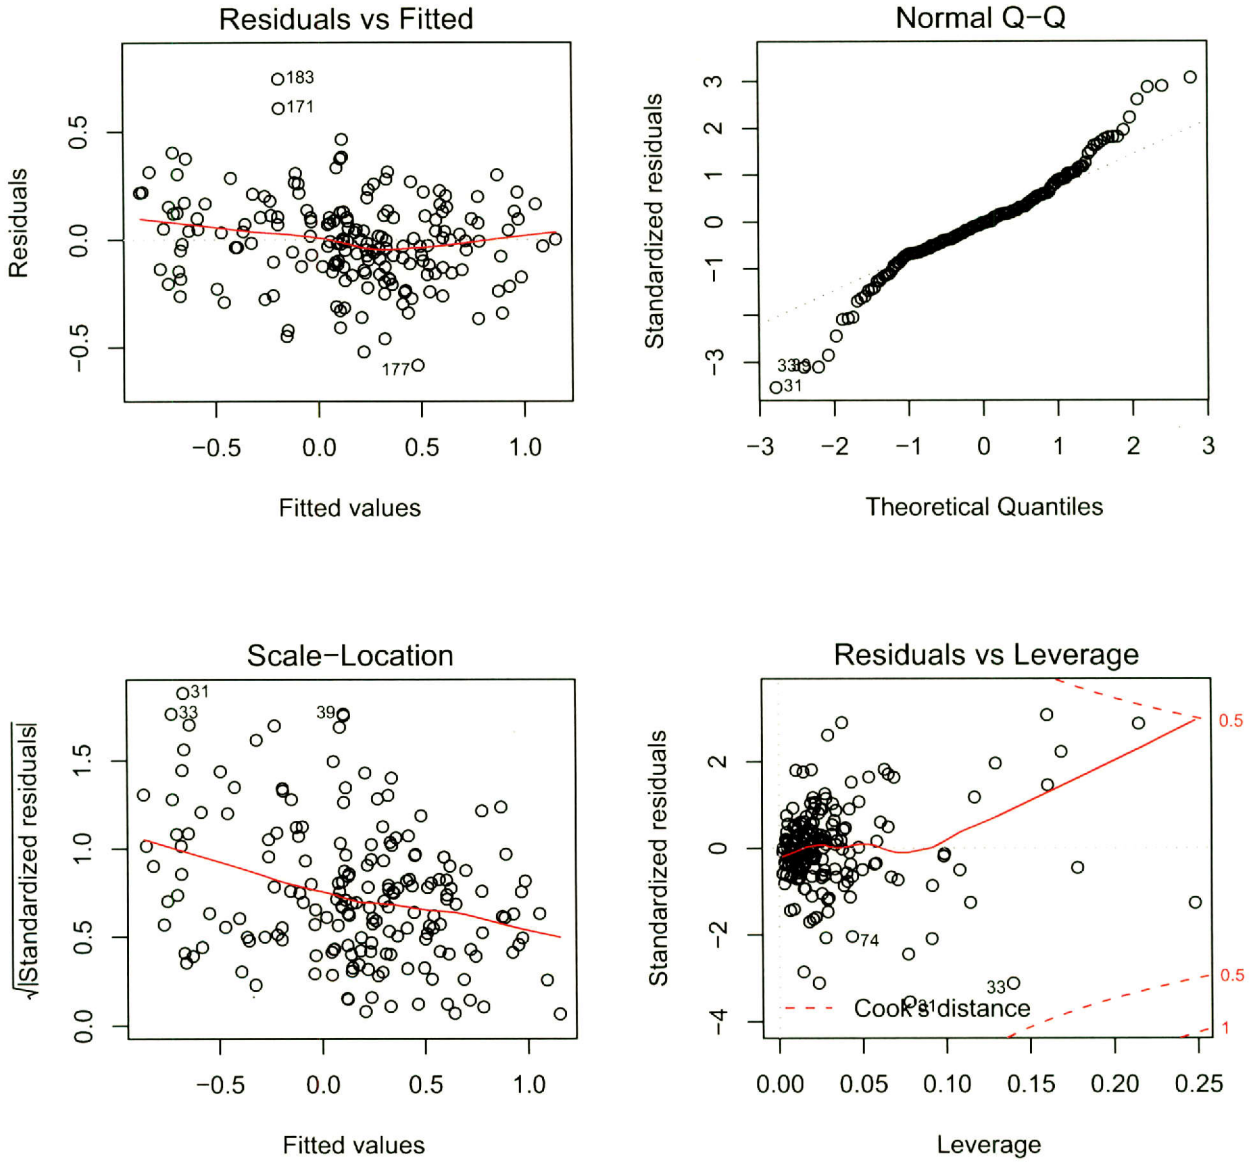 Residuals vs Fitted
Residuals
0.5
0.0
−0.5
183
171
177
−0.5 0.0 0.5 1.0
Fitted values
Normal Q−Q
Standardized residuals
3
2
1
0
−1
−3
39
31
−3 −2 −1 0 1 2 3
Theoretical Quantiles
Scale−Location
√|Standardized residuals|
1.5
1.0
0.5
0.0
31
33
39
−0.5 0.0 0.5 1.0
Fitted values
Residuals vs Leverage
Standardized residuals
2
0
−2
−4
74
33
31
Cook's distance
0.5
0.5
1
0.00 0.05 0.10 0.15 0.20 0.25
Leverage